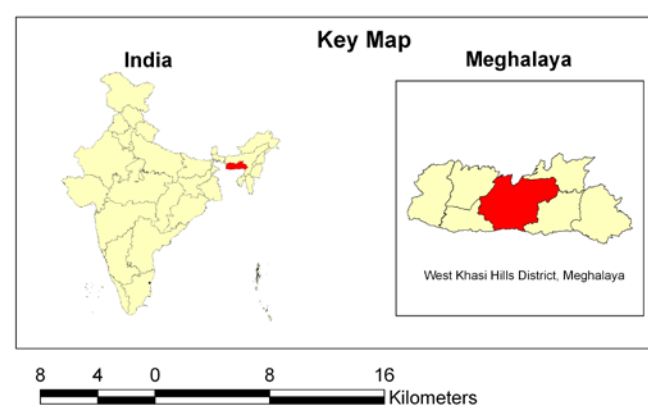 Key Map
India
Meghalaya
West Khasi Hills District, Meghalaya
8 4 0 8 16
Kilometers